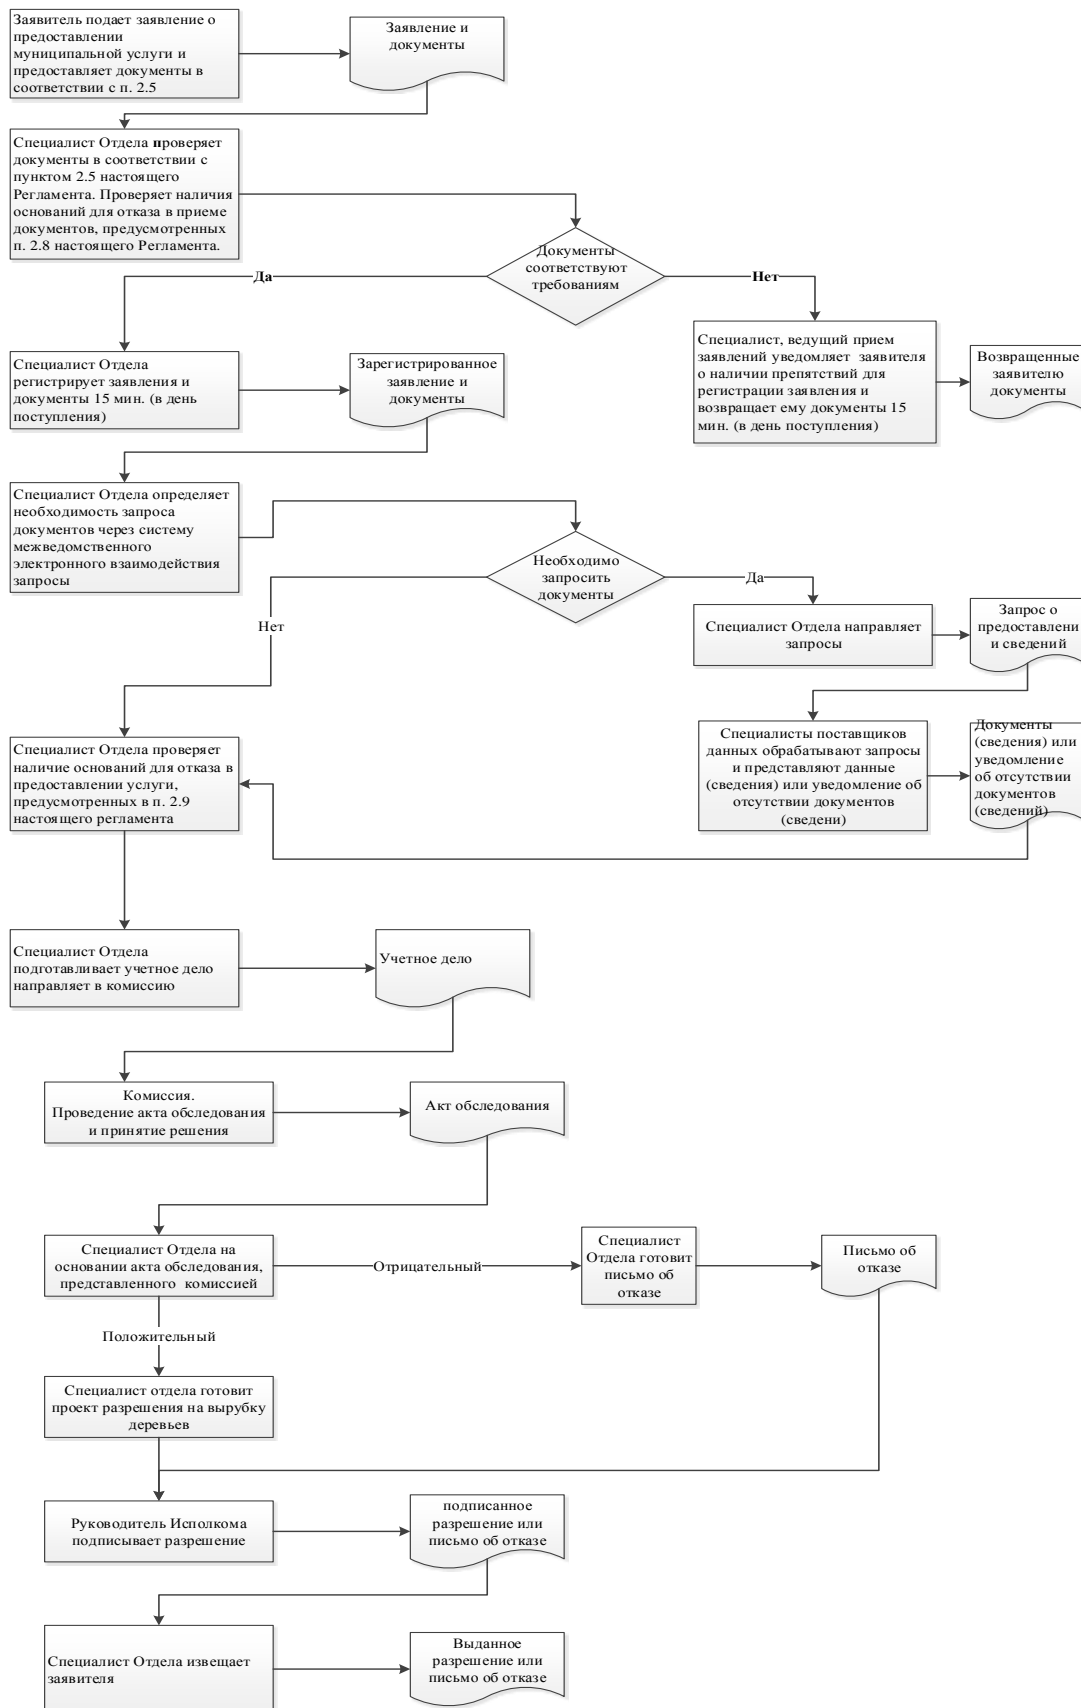 Заявитель подает заявление о
предоставлении
муниципальной услуги и
предоставляет документы в
соответствии с п. 2.5
Заявление и
документы
Специалист Отдела проверяет
документы в соответствии с
пунктом 2.5 настоящего
Регламента. Проверяет наличия
оснований для отказа в приеме
документов, предусмотренных
п. 2.8 настоящего Регламента.
Документы
соответствуют
требованиям
Да
Нет
Специалист Отдела
регистрирует заявления и
документы 15 мин. (в день
поступления)
Зарегистрированное
заявление и
документы
Специалист, ведущий прием
заявлений уведомляет заявителя
о наличии препятствий для
регистрации заявления и
возвращает ему документы 15
мин. (в день поступления)
Возвращенные
заявителю
документы
Специалист Отдела определяет
необходимость запроса
документов через систему
межведомственного
электронного взаимодействия
запросы
Необходимо
запросить
документы
Да
Нет
Специалист Отдела направляет
запросы
Запрос о
предоставлени
и сведений
Специалист Отдела проверяет
наличие оснований для отказа в
предоставлении услуги,
предусмотренных в п. 2.9
настоящего регламента
Специалисты поставщиков
данных обрабатывают запросы
и представляют данные
(сведения) или уведомление об
отсутствии документов
(сведени)
Документы
(сведения) или
уведомление
об отсутствии
документов
(сведений)
Специалист Отдела
подготавливает учетное дело
направляет в комиссию
Учетное дело
Комиссия.
Проведение акта обследования
и принятие решения
Акт обследования
Специалист Отдела на
основании акта обследования,
представленного комиссией
Отрицательный
Специалист
Отдела готовит
письмо об
отказе
Письмо об
отказе
Положительный
Специалист отдела готовит
проект разрешения на вырубку
деревьев
Руководитель Исполкома
подписывает разрешение
подписанное
разрешение или
письмо об отказе
Специалист Отдела извещает
заявителя
Выданное
разрешение или
письмо об отказе